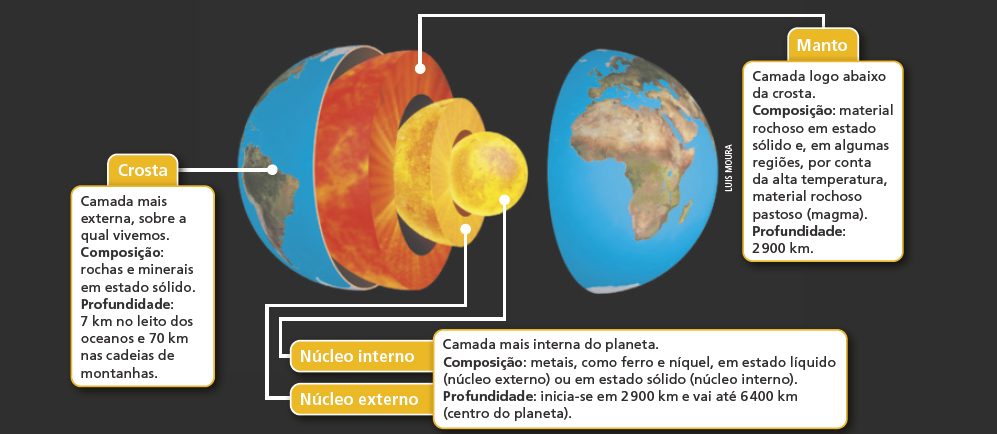 Manto
Camada logo abaixo
da crosta.
Composição: material
rochoso em estado
sólido e, em algumas
regiões, por conta
da alta temperatura,
material rochoso
pastoso (magma).
Profundidade:
2 900 km.
LUIS MOURA
Crosta
Camada mais
externa, sobre a
qual vivemos.
Composição:
rochas e minerais
em estado sólido.
Profundidade:
7 km no leito dos
oceanos e 70 km
nas cadeias de
montanhas.
Núcleo interno
Núcleo externo
Camada mais interna do planeta.
Composição: metais, como ferro e níquel, em estado líquido
(núcleo externo) ou em estado sólido (núcleo interno).
Profundidade: inicia-se em 2 900 km e vai até 6 400 km
(centro do planeta).